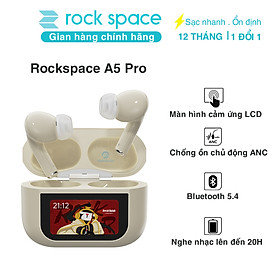 rock space
Gian hàng chính hãng
Sạc nhanh . Ổn định
12 THÁNG 1 ĐỔI 1
Rockspace A5 Pro
Màn hình cảm ứng LCD
ANC
Chống ồn chủ động ANC
Bluetooth 5.4
Nghe nhạc lên đến 20H
21:12